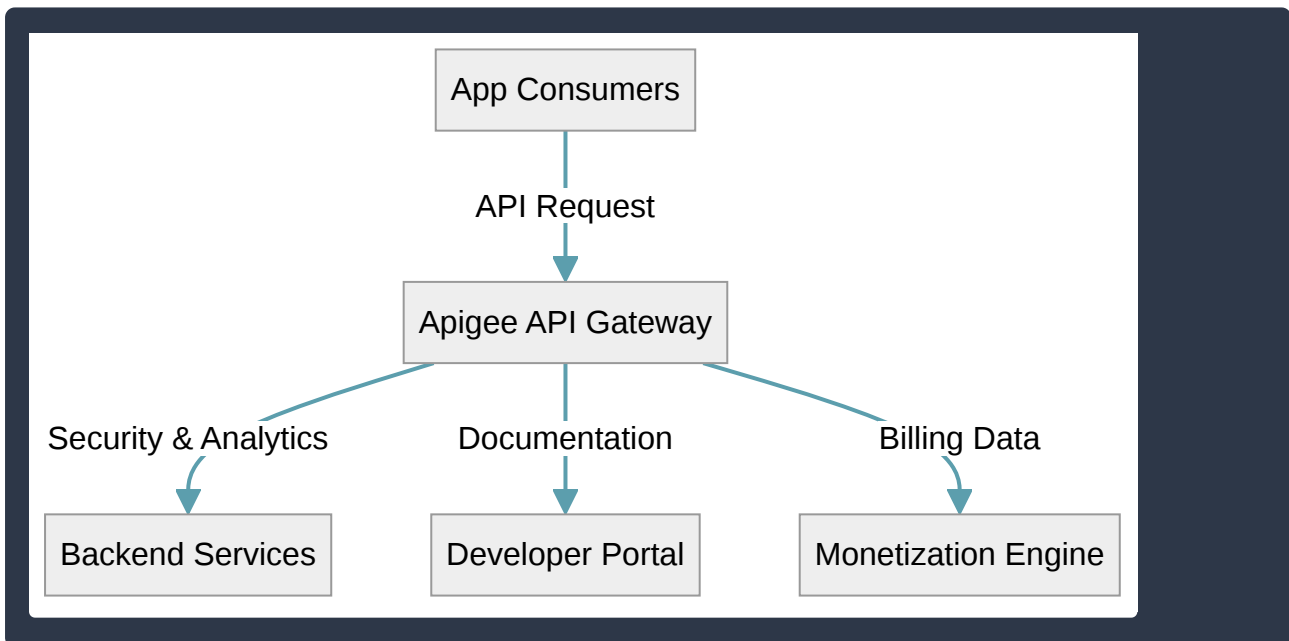 App Consumers
API Request
Apigee API Gateway
Security & Analytics
Documentation
Billing Data
Backend Services
Developer Portal
Monetization Engine